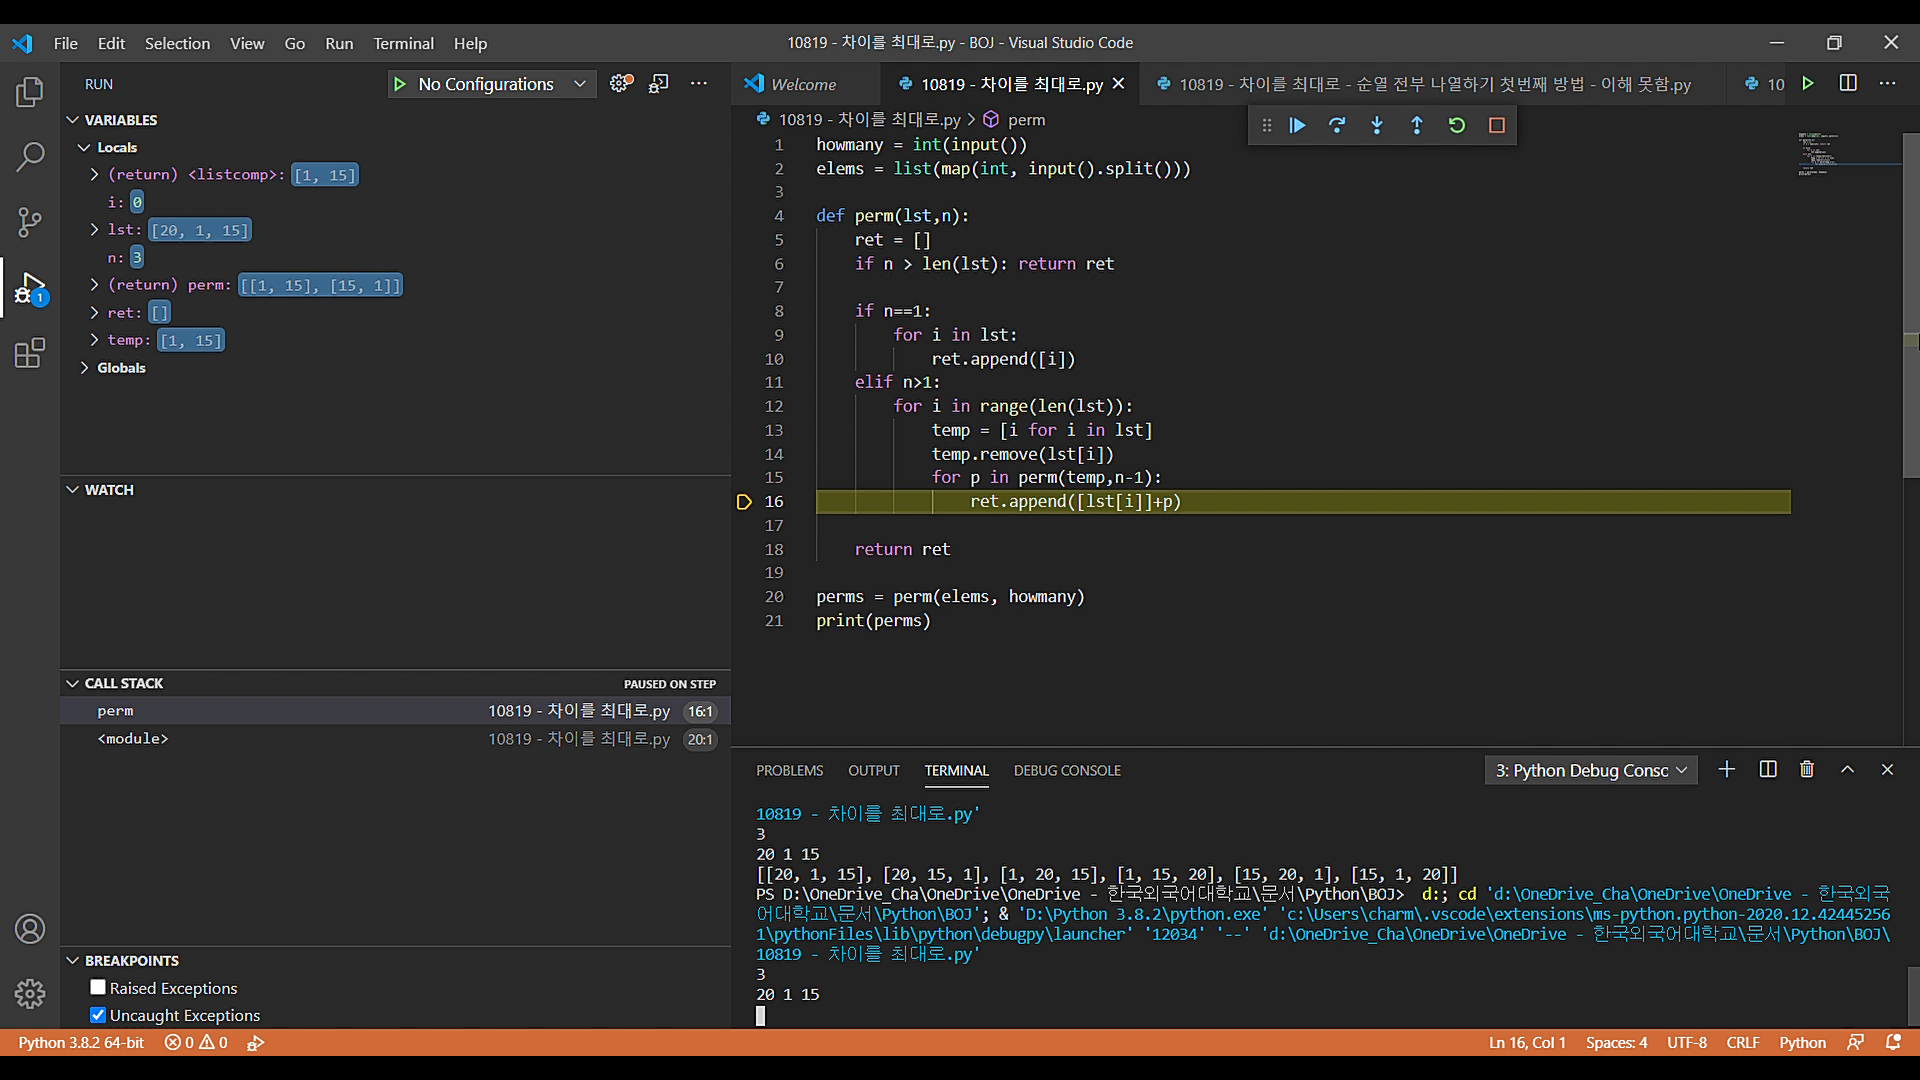 File Edit Selection View Go Run Terminal Help
10819 - 차이를 최대로.py - BOJ - Visual Studio Code
RUN
No Configurations
VARIABLES
Locals
(return) <listcomp>: [1, 15]
i: 0
lst: [20, 1, 15]
n: 3
(return) perm: [[1, 15], [15, 1]]
ret: []
temp: [1, 15]
Globals
WATCH
CALL STACK
PAUSED ON STEP
perm 10819 - 차이를 최대로.py 16:1
<module> 10819 - 차이를 최대로.py 20:1
BREAKPOINTS
Raised Exceptions
Uncaught Exceptions
1
Welcome
10819 - 차이를 최대로.py
10819 - 차이를 최대로 - 순열 전부 나열하기 첫번째 방법 - 이해 못함.py
10
10819 - 차이를 최대로.py > perm
1 howmany = int(input())
2 elems = list(map(int, input().split()))
3
4 def perm(lst,n):
5 ret = []
6 if n > len(lst): return ret
7
8 if n==1:
9 for i in lst:
10 ret.append([i])
11 elif n>1:
12 for i in range(len(lst)):
13 temp = [i for i in lst]
14 temp.remove(lst[i])
15 for p in perm(temp,n-1):
16 ret.append([lst[i]]+p)
17
18 return ret
19
20 perms = perm(elems, howmany)
21 print(perms)
PROBLEMS OUTPUT TERMINAL DEBUG CONSOLE
3: Python Debug Consc
10819 - 차이를 최대로.py'
3
20 1 15
[[20, 1, 15], [20, 15, 1], [1, 20, 15], [1, 15, 20], [15, 20, 1], [15, 1, 20]]
PS D:\OneDrive_Cha\OneDrive\OneDrive - 한국외국어대학교\문서\Python\BOJ> d:; cd 'd:\OneDrive_Cha\OneDrive\OneDrive - 한국외국
어대학교\문서\Python\BOJ'; & 'D:\Python 3.8.2\python.exe' 'c:\Users\charm\.vscode\extensions\ms-python.python-2020.12.42445256
1\pythonFiles\lib\python\debugpy\launcher' '12034' '--' 'd:\OneDrive_Cha\OneDrive\OneDrive - 한국외국어대학교\문서\Python\BOJ\
10819 - 차이를 최대로.py'
3
20 1 15
Python 3.8.2 64-bit 0 0
Ln 16, Col 1 Spaces: 4 UTF-8 CRLF Python